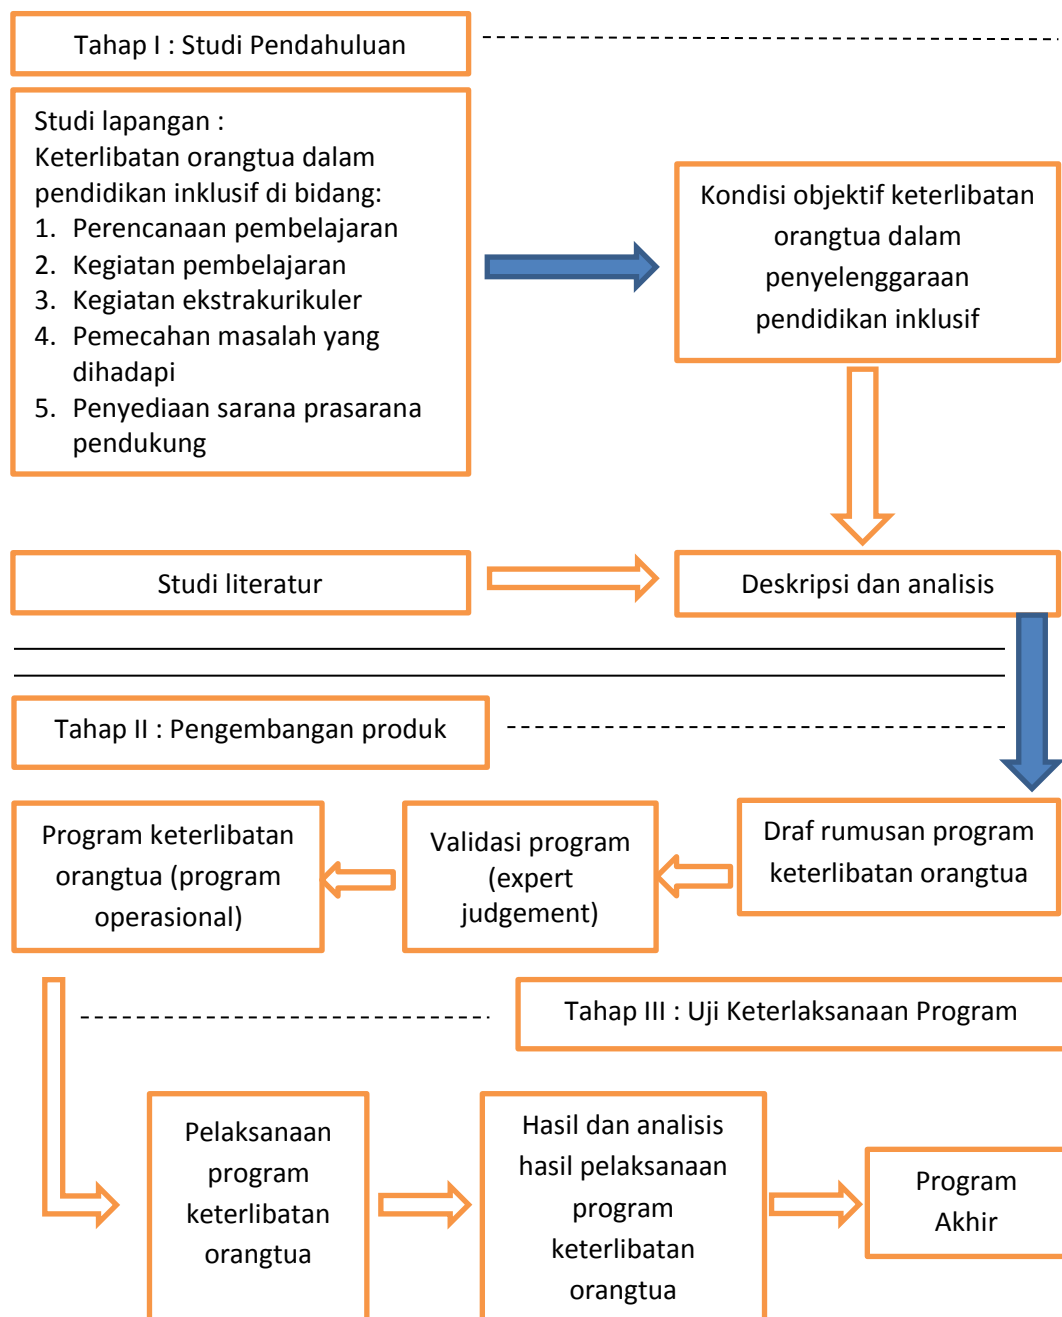 Tahap I : Studi Pendahuluan
Studi lapangan :
Keterlibatan orangtua dalam
pendidikan inklusif di bidang:
1. Perencanaan pembelajaran
2. Kegiatan pembelajaran
3. Kegiatan ekstrakurikuler
4. Pemecahan masalah yang
dihadapi
5. Penyediaan sarana prasarana
pendukung
Kondisi objektif keterlibatan
orangtua dalam
penyelenggaraan
pendidikan inklusif
Studi literatur
Deskripsi dan analisis
Tahap II : Pengembangan produk
Draf rumusan program
keterlibatan orangtua
Validasi program
(expert
judgement)
Program keterlibatan
orangtua (program
operasional)
Tahap III : Uji Keterlaksanaan Program
Pelaksanaan
program
keterlibatan
orangtua
Hasil dan analisis
hasil pelaksanaan
program
keterlibatan
orangtua
Program
Akhir